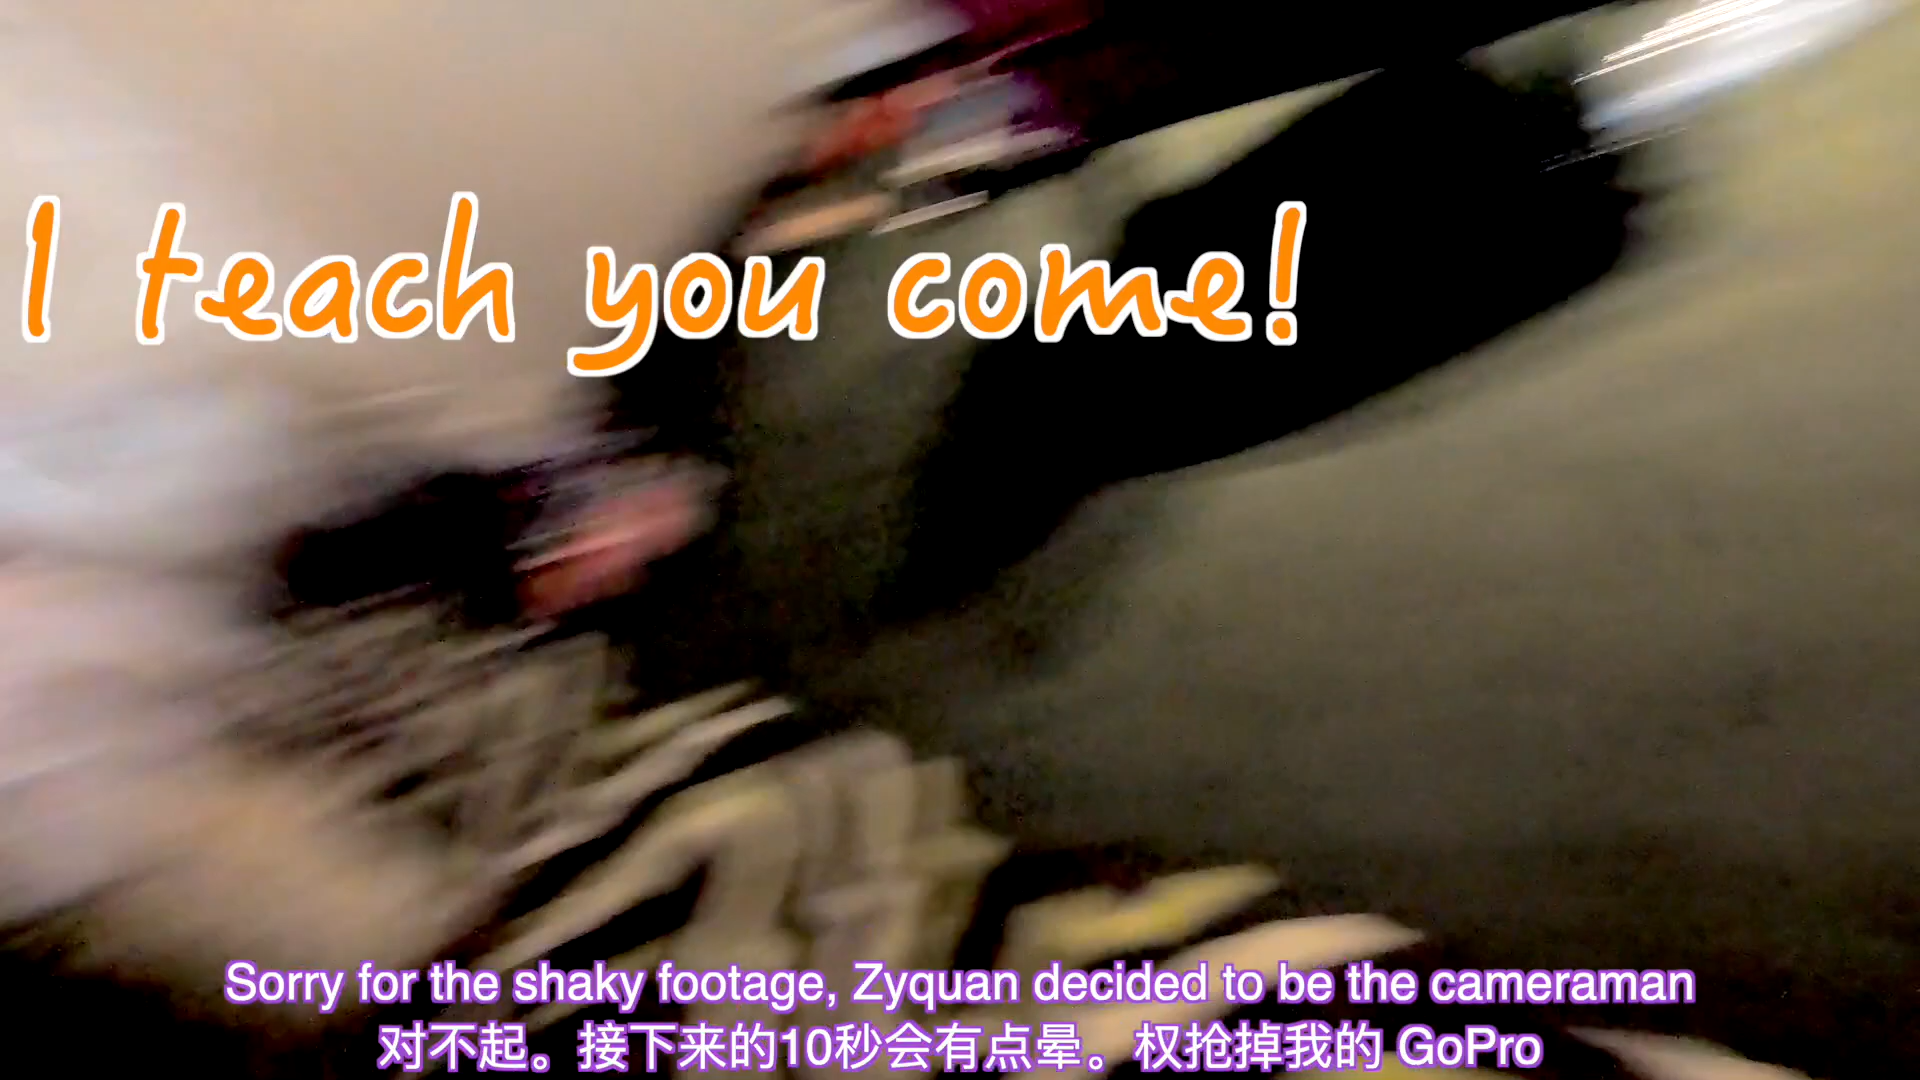 I teach you come!
Sorry for the shaky footage, Zyquan decided to be the cameraman
对不起。接下来的10秒会有点晕。权抢掉我的 GoPro